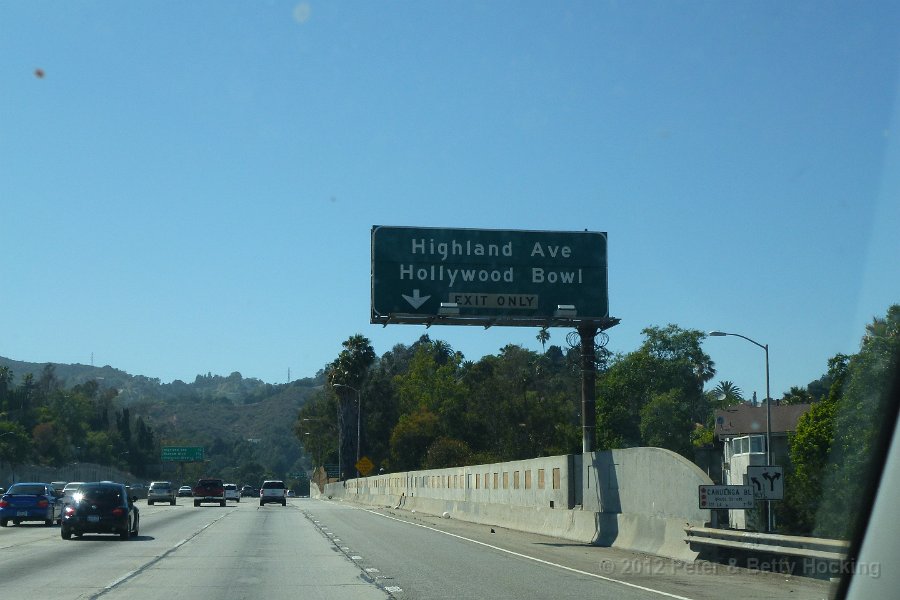 Highland Ave
Hollywood Bowl
EXIT ONLY
CAHUENGA BL
© 2012 Peter & Betty Hocking